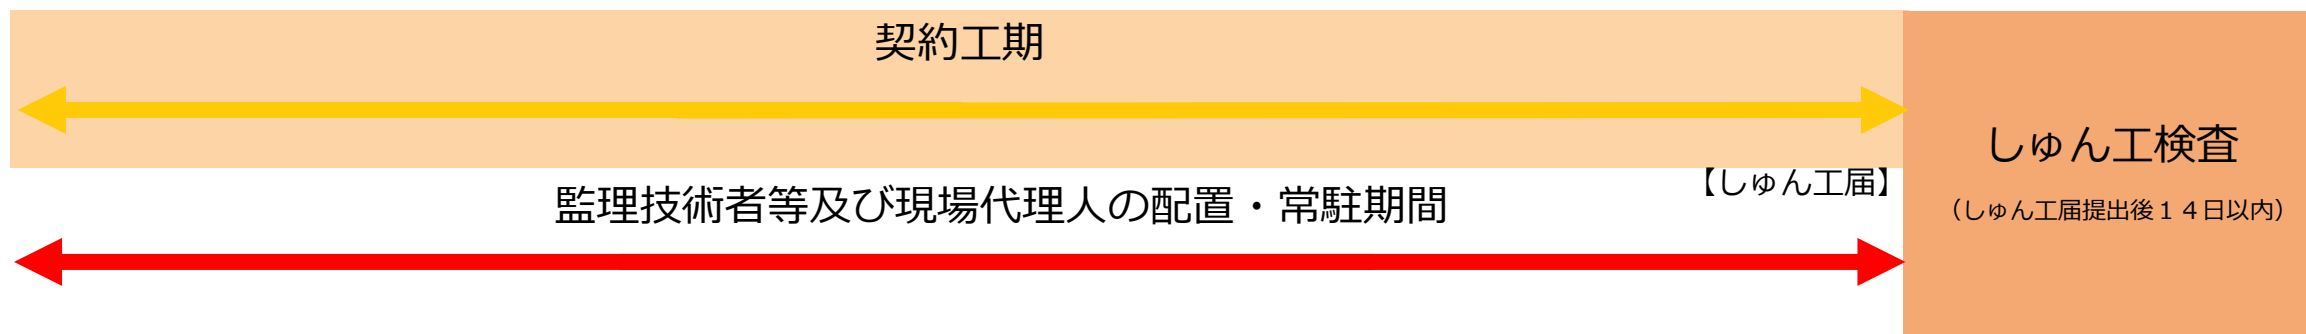 契約工期
しゅん工検査
【しゅん工届】
（しゅん工届提出後１４日以内）
監理技術者等及び現場代理人の配置・常駐期間